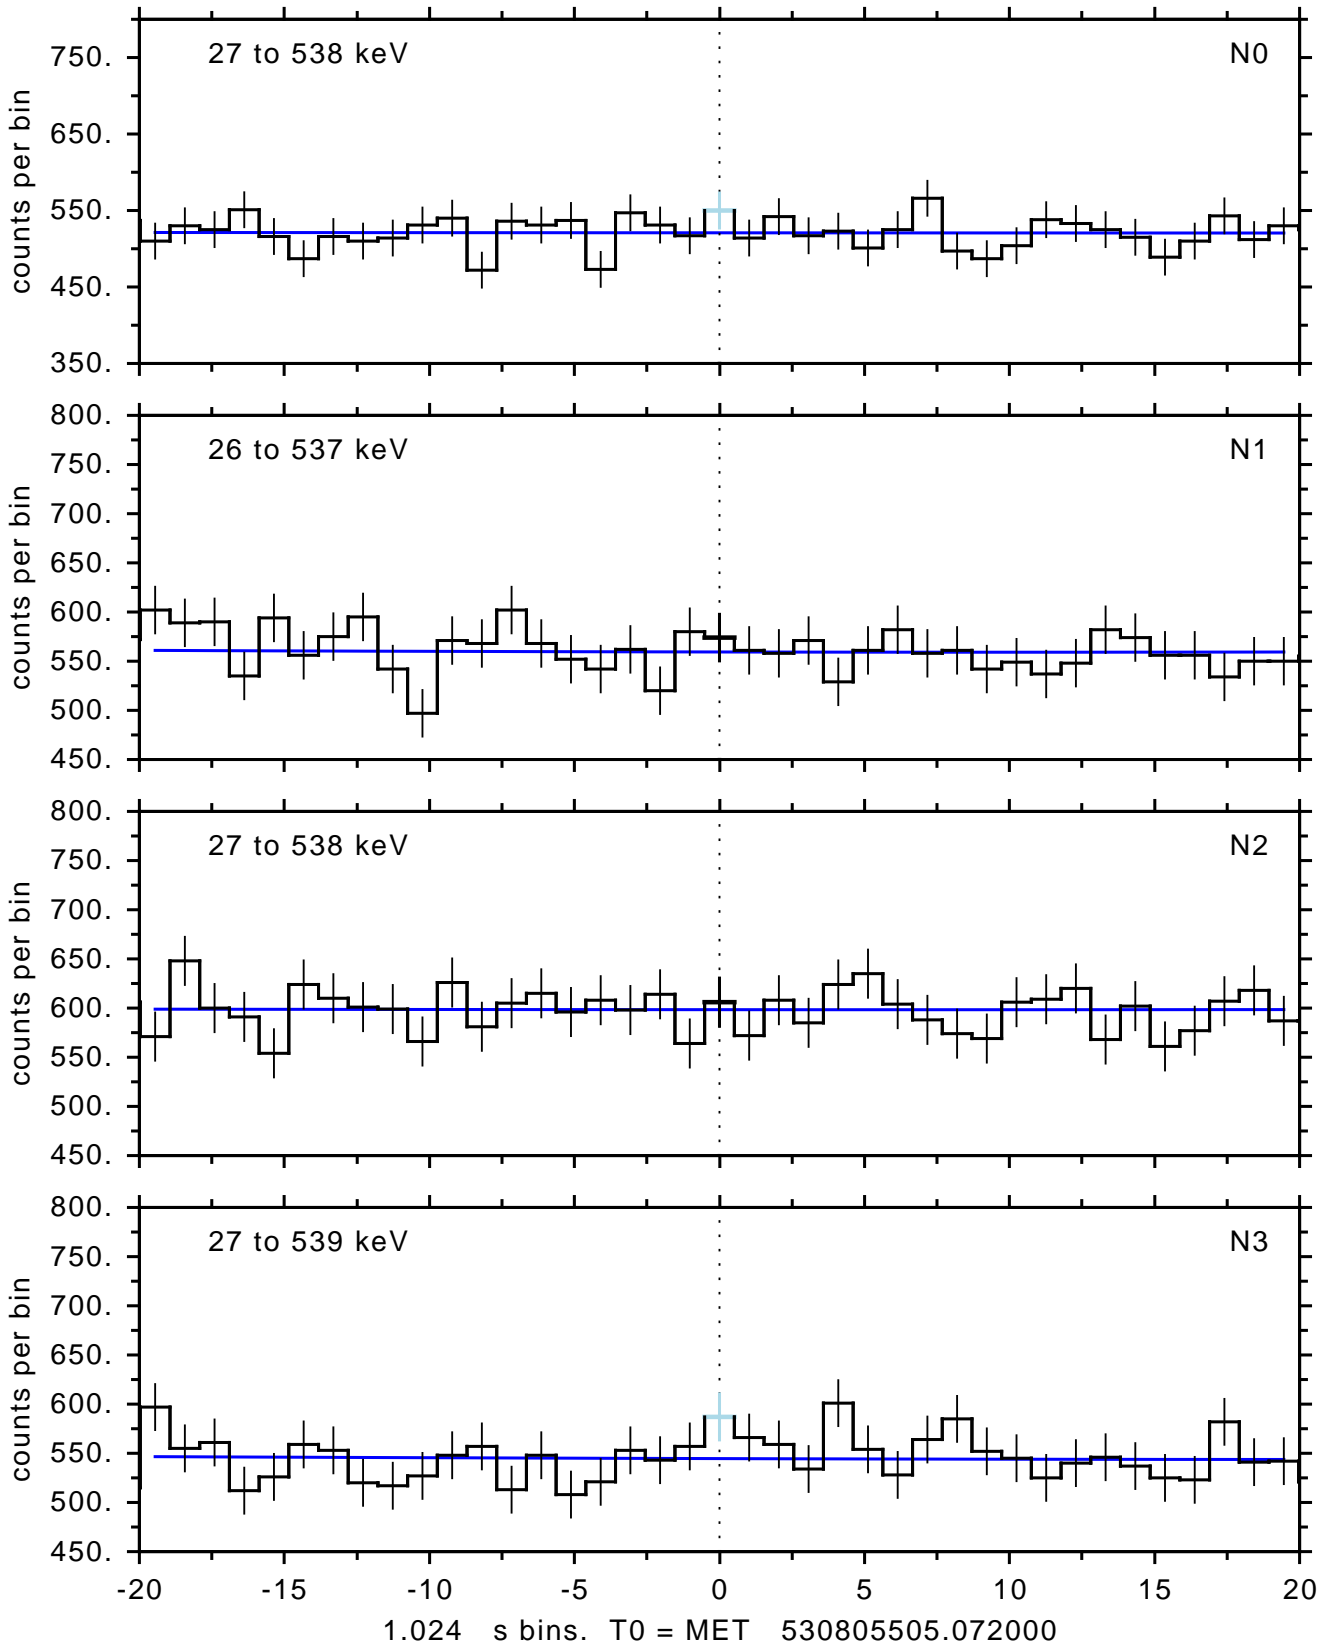 27 to 538 keV N0
750.
650.
550.
450.
350.
counts per bin
26 to 537 keV N1
800.
750.
700.
650.
600.
550.
500.
450.
counts per bin
27 to 538 keV N2
800.
750.
700.
650.
600.
550.
500.
450.
counts per bin
27 to 539 keV N3
800.
750.
700.
650.
600.
550.
500.
450.
counts per bin
-20 -15 -10 -5 0 5 10 15 20
1.024 s bins. T0 = MET 530805505.072000